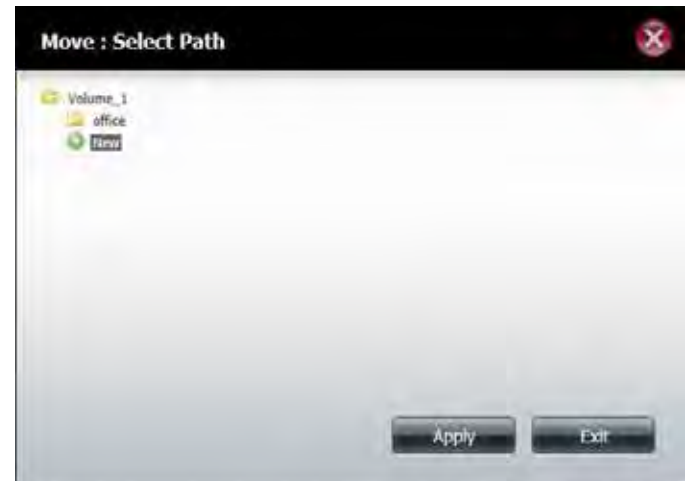 Move : Select Path
Volume_1
office
New
Apply
Exit